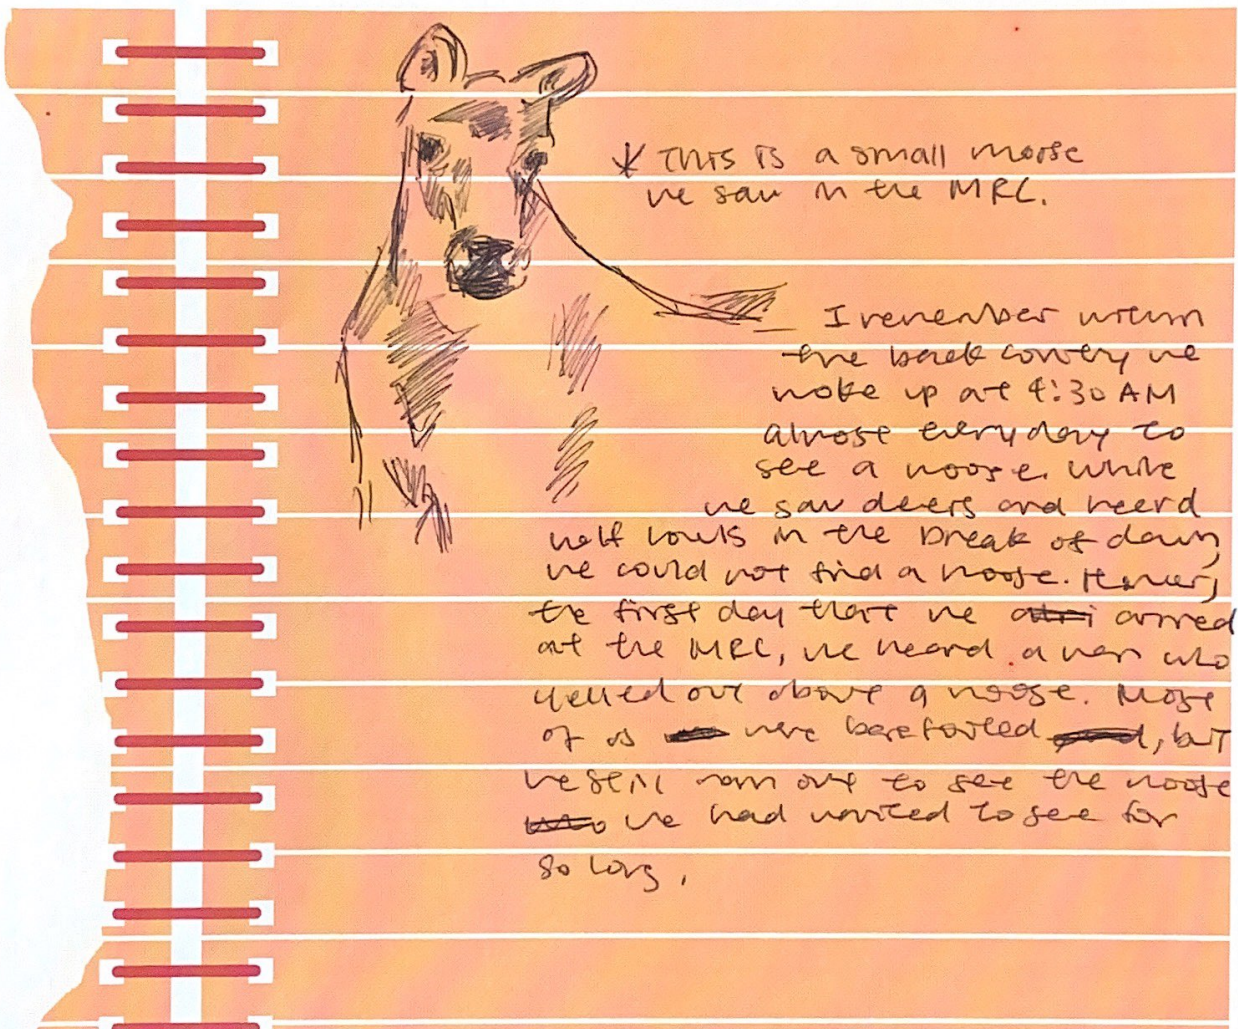 * This is a small moose
we saw in the MRC.
I remember when in
the back country we
woke up at 4:30 AM
almost everyday to
see a moose. While
we saw deers and heard
wolf howls in the break of dawn,
we could not find a moose. However,
the first day that we arrived
at the MRC, we heard a man who
yelled out about a moose. Most
of us were barefooted, but
we still ran out to see the moose
we had wanted to see for
so long.